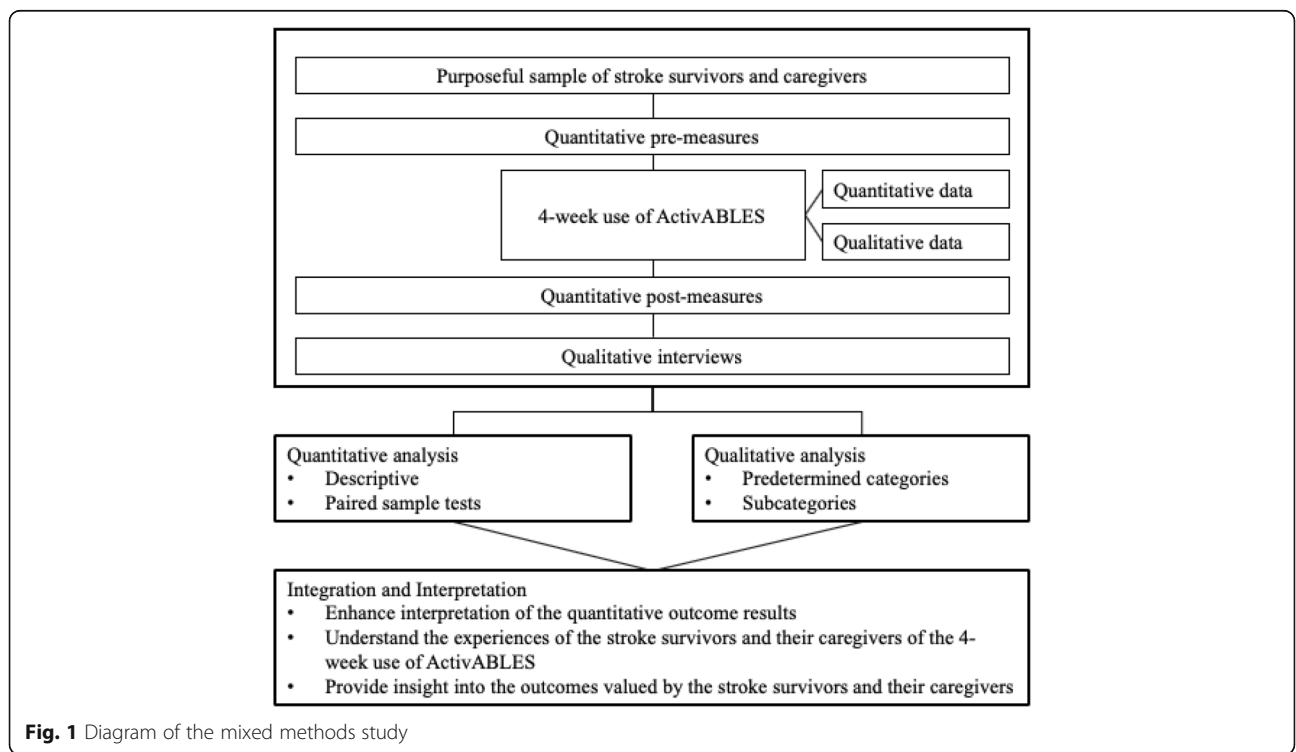 Purposeful sample of stroke survivors and caregivers
Quantitative pre-measures
4-week use of ActivABLES
Quantitative data
Qualitative data
Quantitative post-measures
Qualitative interviews
Quantitative analysis
• Descriptive
• Paired sample tests
Qualitative analysis
• Predetermined categories
• Subcategories
Integration and Interpretation
• Enhance interpretation of the quantitative outcome results
• Understand the experiences of the stroke survivors and their caregivers of the 4-
week use of ActivABLES
• Provide insight into the outcomes valued by the stroke survivors and their caregivers
Fig. 1 Diagram of the mixed methods study